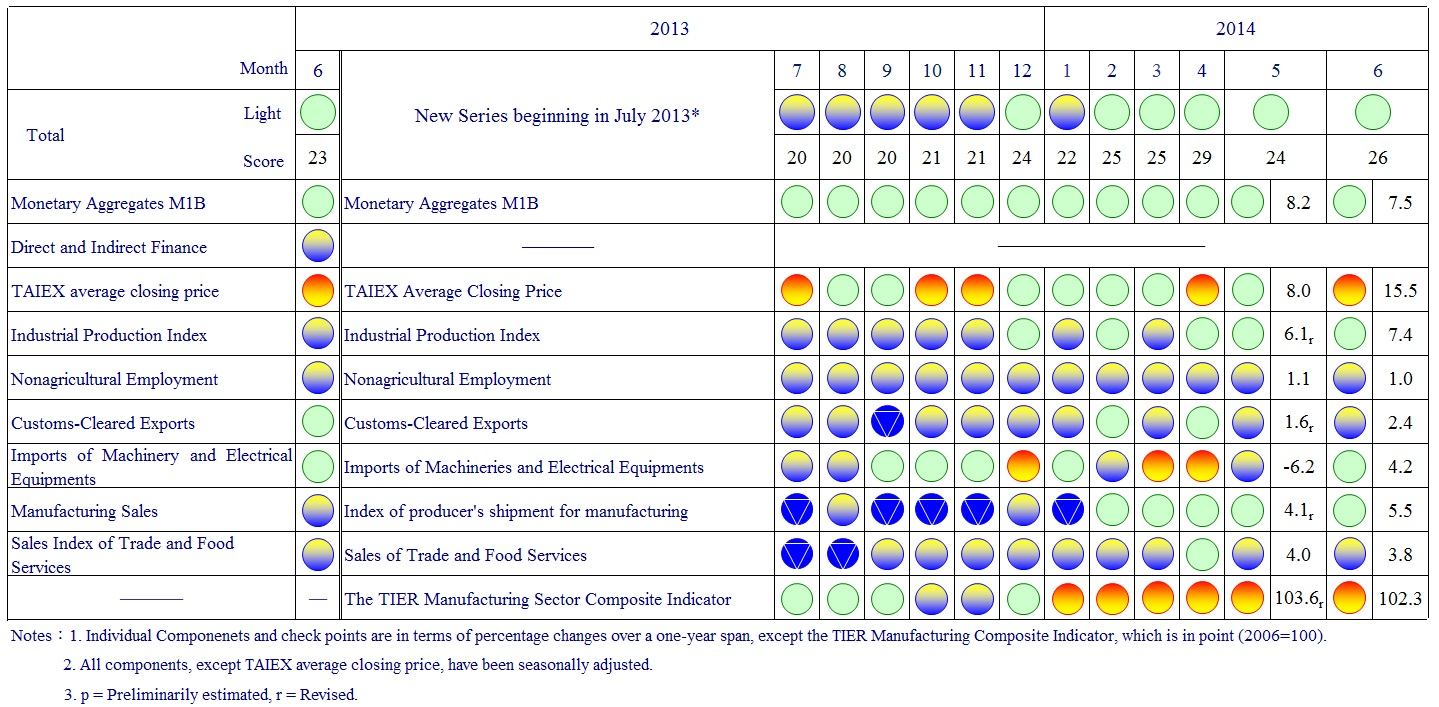 2013 2014
Month 6 7 8 9 10 11 12 1 2 3 4 5 6
Total Light New Series beginning in July 2013*
Score 23 20 20 20 21 21 24 22 25 25 29 24 26
Monetary Aggregates M1B Monetary Aggregates M1B 8.2 7.5
Direct and Indirect Finance
TAIEX average closing price TAIEX Average Closing Price 8.0 15.5
Industrial Production Index Industrial Production Index 6.1r 7.4
Nonagricultural Employment Nonagricultural Employment 1.1 1.0
Customs-Cleared Exports Customs-Cleared Exports 1.6r 2.4
Imports of Machinery and Electrical
Equipments Imports of Machineries and Electrical Equipments -6.2 4.2
Manufacturing Sales Index of producer's shipment for manufacturing 4.1r 5.5
Sales Index of Trade and Food
Services Sales of Trade and Food Services 4.0 3.8
The TIER Manufacturing Sector Composite Indicator 103.6r 102.3
Notes：1. Individual Componenets and check points are in terms of percentage changes over a one-year span, except the TIER Manufacturing Composite Indicator, which is in point (2006=100).
2. All components, except TAIEX average closing price, have been seasonally adjusted.
3. p = Preliminarily estimated, r = Revised.